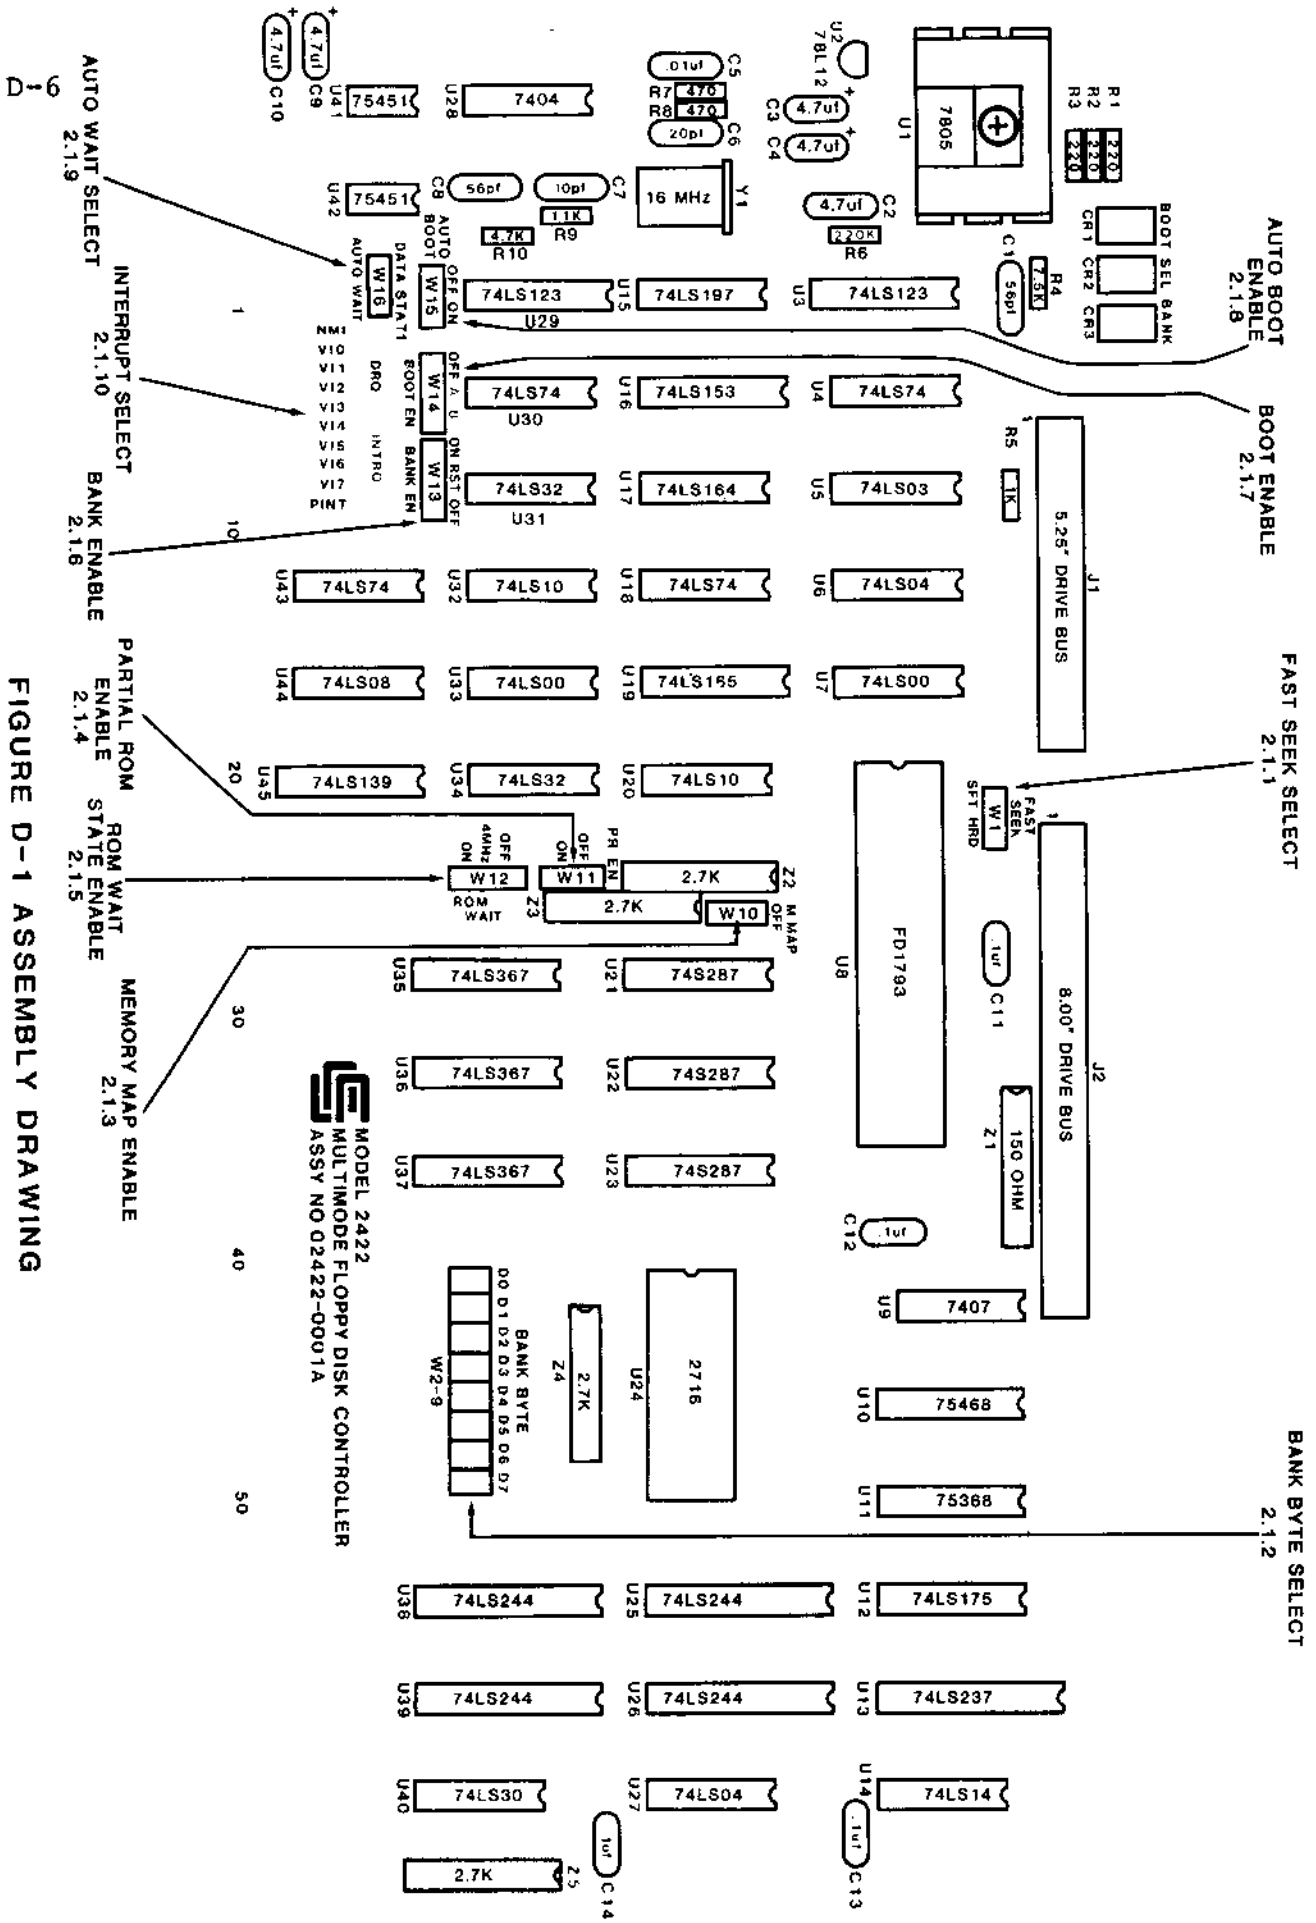 D-6
FIGURE D-1 ASSEMBLY DRAWING
AUTO BOOT
ENABLE
2.1.8
BOOT ENABLE
2.1.7
FAST SEEK SELECT
2.1.1
BANK BYTE SELECT
2.1.2
AUTO WAIT SELECT
2.1.9
INTERRUPT SELECT
2.1.10
BANK ENABLE
2.1.6
PARTIAL ROM
ENABLE
2.1.4
ROM WAIT
STATE ENABLE
2.1.5
MEMORY MAP ENABLE
2.1.3
R1 220
R2 220
R3 220
BOOT SEL BANK
CR1 CR2 CR3
U1 7805
U2 78L12
C3 4.7uf
C4 4.7uf
C2 4.7uf
R6 220K
C1 56pf
R4 7.5K
C5 .01uf
R7 470
R8 470
C6 20pf
Y1 16 MHz
C8 56pf
C7 10pf
R9 1.1K
R10 4.7K
C10 4.7uf
C9 4.7uf
U41 75451
U28 7404
U42 75451
AUTO
BOOT
OFF ON
W15
DATA STAT1
W16
AUTO WAIT
74LS123 U29
U15 74LS197
U3 74LS123
OFF A B
W14
BOOT EN
74LS74 U30
U16 74LS153
U4 74LS74
ON RST OFF
W13
BANK EN
74LS32 U31
U17 74LS164
U5 74LS03
R5 1K
5.25" DRIVE BUS
J1
1
NMI
VI0
VI1
VI2
VI3
VI4
VI5
VI6
VI7
PINT
DRQ
INTRQ
10
U43 74LS74
U32 74LS10
U18 74LS74
U6 74LS04
U44 74LS08
U33 74LS00
U19 74LS165
U7 74LS00
20
U45 74LS139
U34 74LS32
U20 74LS10
FAST
SEEK
W1
SFT HRD
8.00" DRIVE BUS
J2
OFF
4MHz
ON
W12
ROM
WAIT
PR EN
OFF
ON
W11
Z2 2.7K
Z3 2.7K
M MAP
OFF
W10
U8 FD1793
C11 .1uf
U35 74LS367
U21 74S287
30
U36 74LS367
U22 74S287
U37 74LS367
U23 74S287
Z1 150 OHM
C12 .1uf
MODEL 2422
MULTIMODE FLOPPY DISK CONTROLLER
ASSY NO 02422-0001A
40
BANK BYTE
D0 D1 D2 D3 D4 D5 D6 D7
W2-9
Z4 2.7K
U24 2716
U9 7407
U10 75468
U11 75368
50
U38 74LS244
U25 74LS244
U12 74LS175
U39 74LS244
U26 74LS244
U13 74LS237
U40 74LS30
U27 74LS04
U14 74LS14
Z5 2.7K
C14 1uf
C13 .1uf